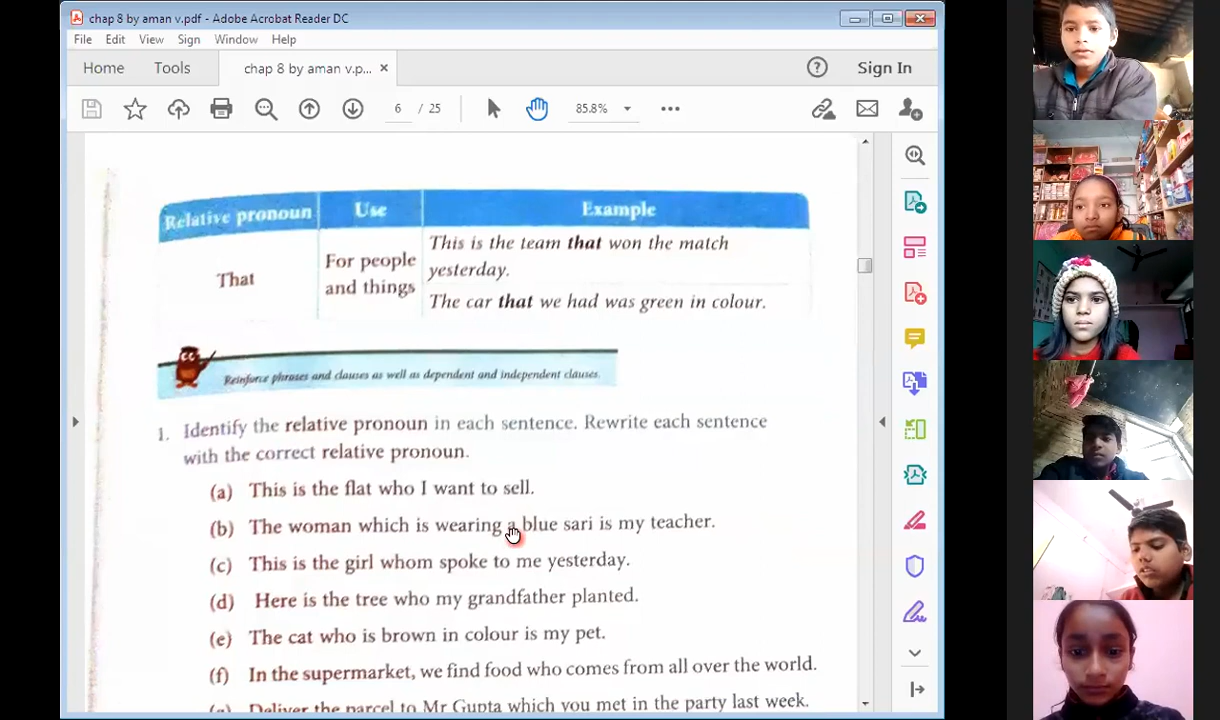 chap 8 by aman v.pdf - Adobe Acrobat Reader DC
File Edit View Sign Window Help
Home Tools chap 8 by aman v.p... × Sign In
6 / 25 85.8%
Relative pronoun Use Example
This is the team that won the match
That For people yesterday.
and things The car that we had was green in colour.
Reinforce phrases and clauses as well as dependent and independent clauses.
1. Identify the relative pronoun in each sentence. Rewrite each sentence
with the correct relative pronoun.
(a) This is the flat who I want to sell.
(b) The woman which is wearing a blue sari is my teacher.
(c) This is the girl whom spoke to me yesterday.
(d) Here is the tree who my grandfather planted.
(e) The cat who is brown in colour is my pet.
(f) In the supermarket, we find food who comes from all over the world.
(g) Deliver the parcel to Mr Gupta which you met in the party last week.